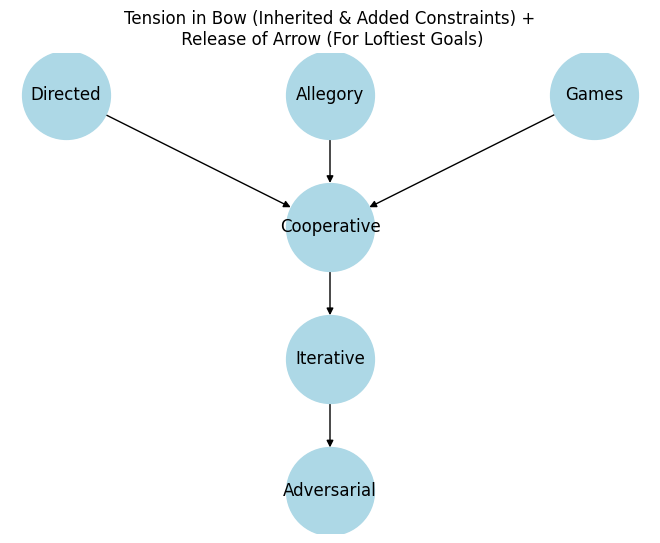 Tension in Bow (Inherited & Added Constraints) +
Release of Arrow (For Loftiest Goals)
Directed
Allegory
Games
Cooperative
Iterative
Adversarial